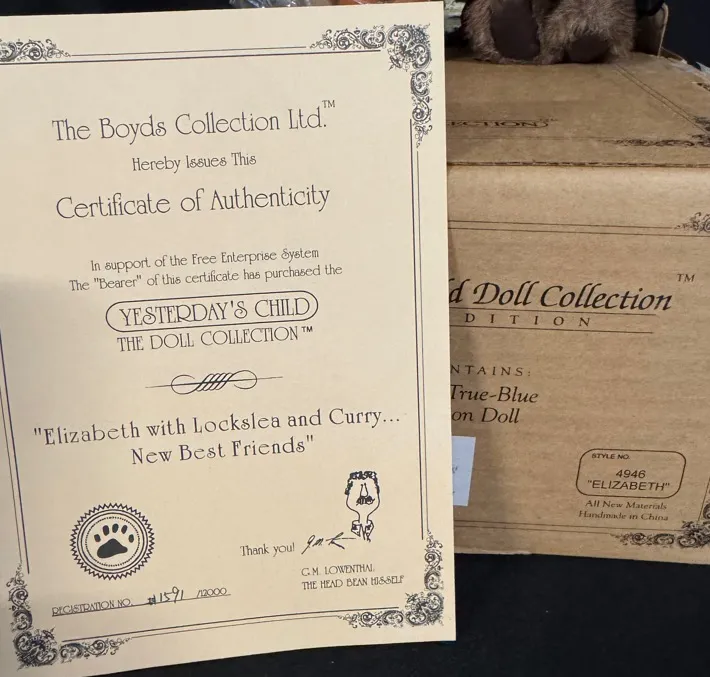 The Boyds Collection Ltd.™
Hereby Issues This
Certificate of Authenticity
In support of the Free Enterprise System
The "Bearer" of this certificate has purchased the
YESTERDAY'S CHILD
THE DOLL COLLECTION™
"Elizabeth with Lockslea and Curry...
New Best Friends"
Thank you!
G.M. LOWENTHAL
THE HEAD BEAN HISSELF
REGISTRATION NO. #1591 /12000
Doll Collection™
DITION
NTAINS:
True-Blue
on Doll
STYLE NO.
4946
"ELIZABETH"
All New Materials
Handmade in China